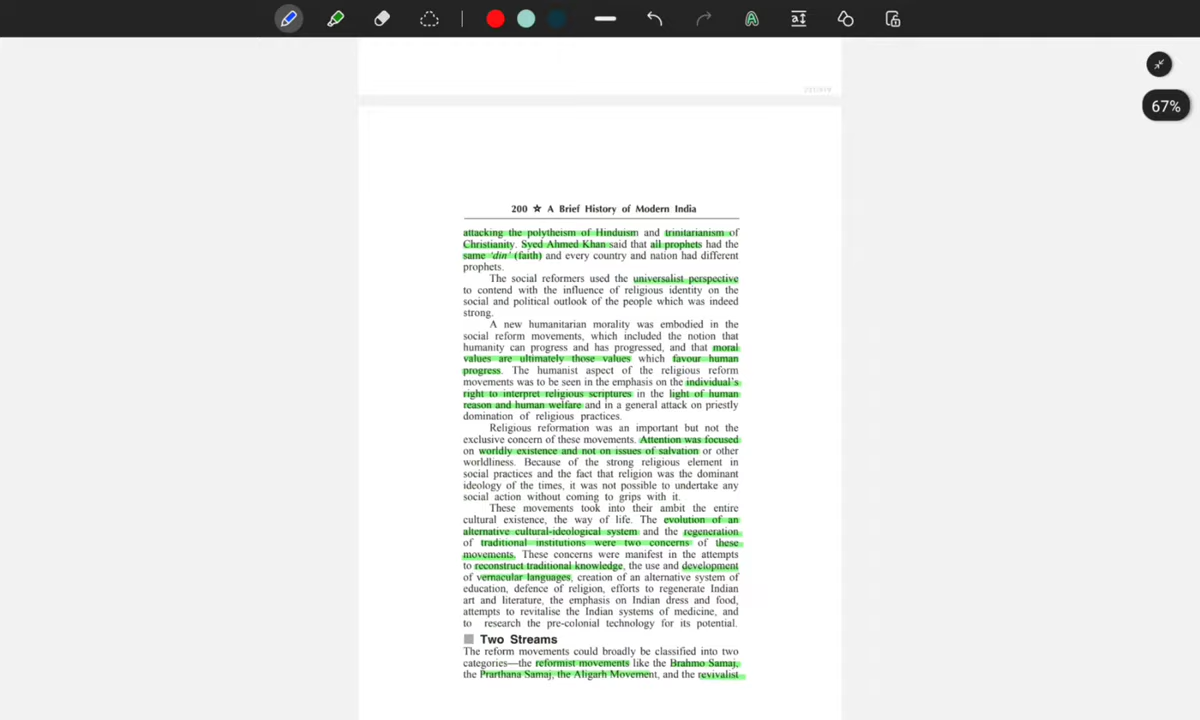 67%
200 ☆ A Brief History of Modern India
attacking the polytheism of Hinduism and trinitarianism of
Christianity. Syed Ahmed Khan said that all prophets had the
same 'din' (faith) and every country and nation had different
prophets.
The social reformers used the universalist perspective
to contend with the influence of religious identity on the
social and political outlook of the people which was indeed
strong.
A new humanitarian morality was embodied in the
social reform movements, which included the notion that
humanity can progress and has progressed, and that moral
values are ultimately those values which favour human
progress. The humanist aspect of the religious reform
movements was to be seen in the emphasis on the individual's
right to interpret religious scriptures in the light of human
reason and human welfare and in a general attack on priestly
domination of religious practices.
Religious reformation was an important but not the
exclusive concern of these movements. Attention was focused
on worldly existence and not on issues of salvation or other
worldliness. Because of the strong religious element in
social practices and the fact that religion was the dominant
ideology of the times, it was not possible to undertake any
social action without coming to grips with it.
These movements took into their ambit the entire
cultural existence, the way of life. The evolution of an
alternative cultural-ideological system and the regeneration
of traditional institutions were two concerns of these
movements. These concerns were manifest in the attempts
to reconstruct traditional knowledge, the use and development
of vernacular languages, creation of an alternative system of
education, defence of religion, efforts to regenerate Indian
art and literature, the emphasis on Indian dress and food,
attempts to revitalise the Indian systems of medicine, and
to research the pre-colonial technology for its potential.
Two Streams
The reform movements could broadly be classified into two
categories—the reformist movements like the Brahmo Samaj,
the Prarthana Samaj, the Aligarh Movement, and the revivalist